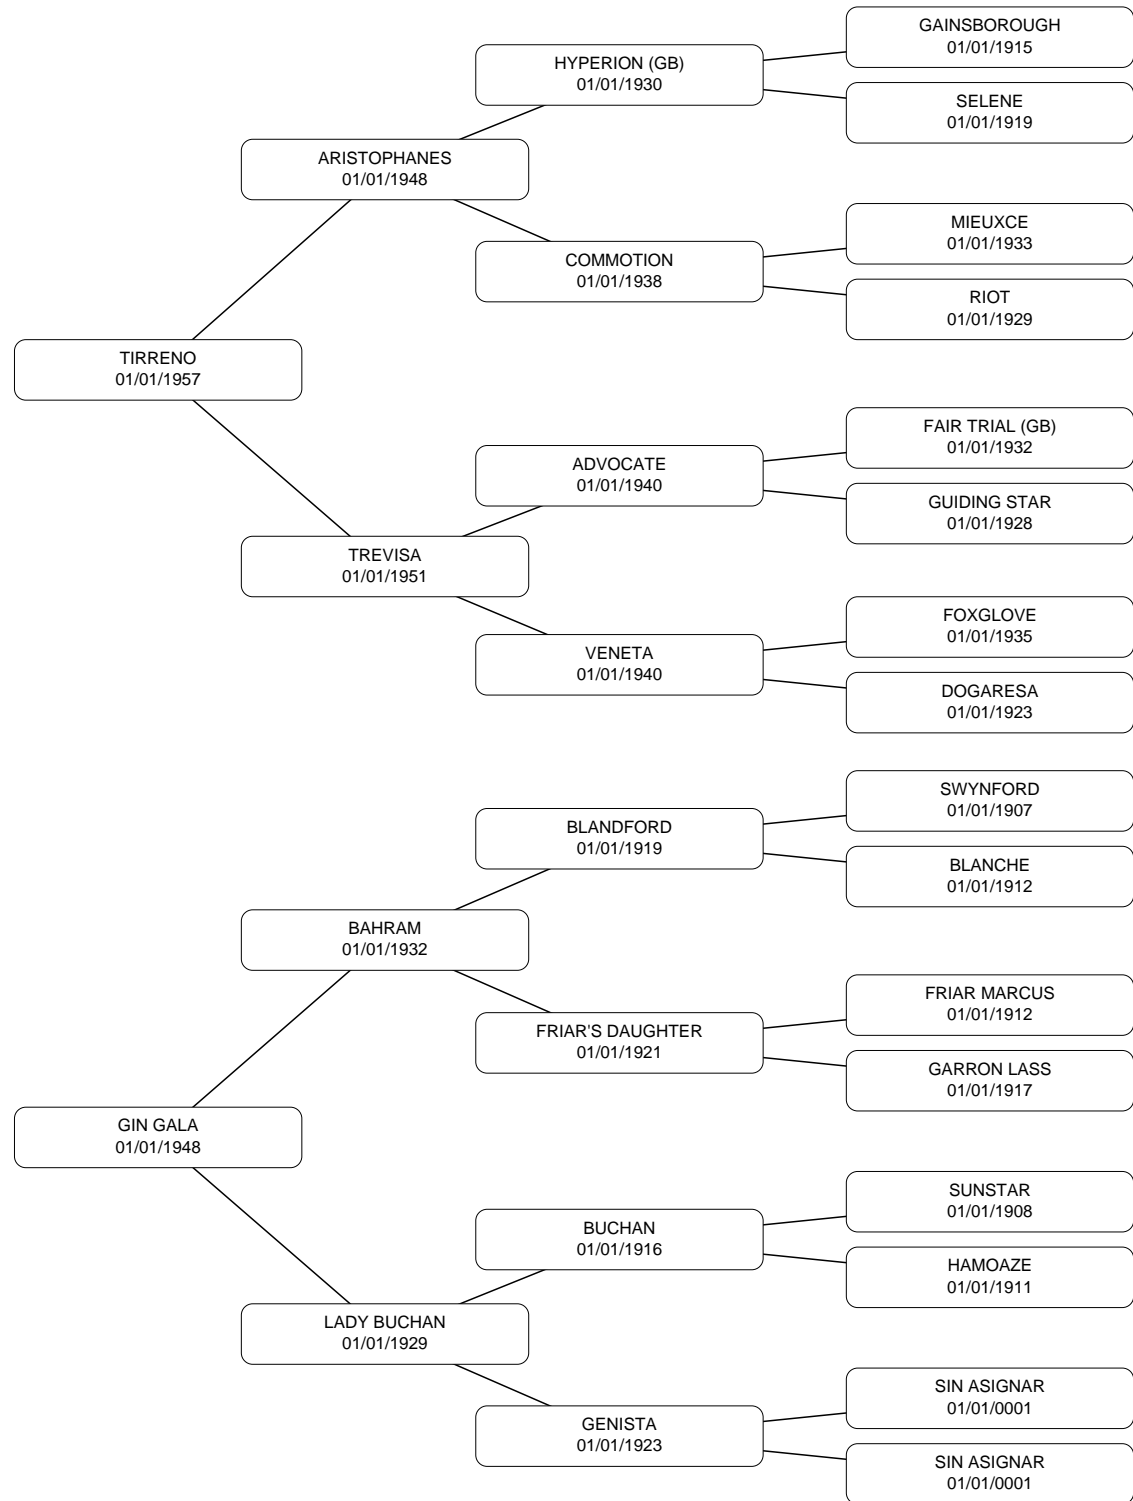 GAINSBOROUGH
01/01/1915
HYPERION (GB)
01/01/1930
SELENE
01/01/1919
ARISTOPHANES
01/01/1948
MIEUXCE
01/01/1933
COMMOTION
01/01/1938
RIOT
01/01/1929
TIRRENO
01/01/1957
FAIR TRIAL (GB)
01/01/1932
ADVOCATE
01/01/1940
GUIDING STAR
01/01/1928
TREVISA
01/01/1951
FOXGLOVE
01/01/1935
VENETA
01/01/1940
DOGARESA
01/01/1923
SWYNFORD
01/01/1907
BLANDFORD
01/01/1919
BLANCHE
01/01/1912
BAHRAM
01/01/1932
FRIAR MARCUS
01/01/1912
FRIAR'S DAUGHTER
01/01/1921
GARRON LASS
01/01/1917
GIN GALA
01/01/1948
SUNSTAR
01/01/1908
BUCHAN
01/01/1916
HAMOAZE
01/01/1911
LADY BUCHAN
01/01/1929
SIN ASIGNAR
01/01/0001
GENISTA
01/01/1923
SIN ASIGNAR
01/01/0001